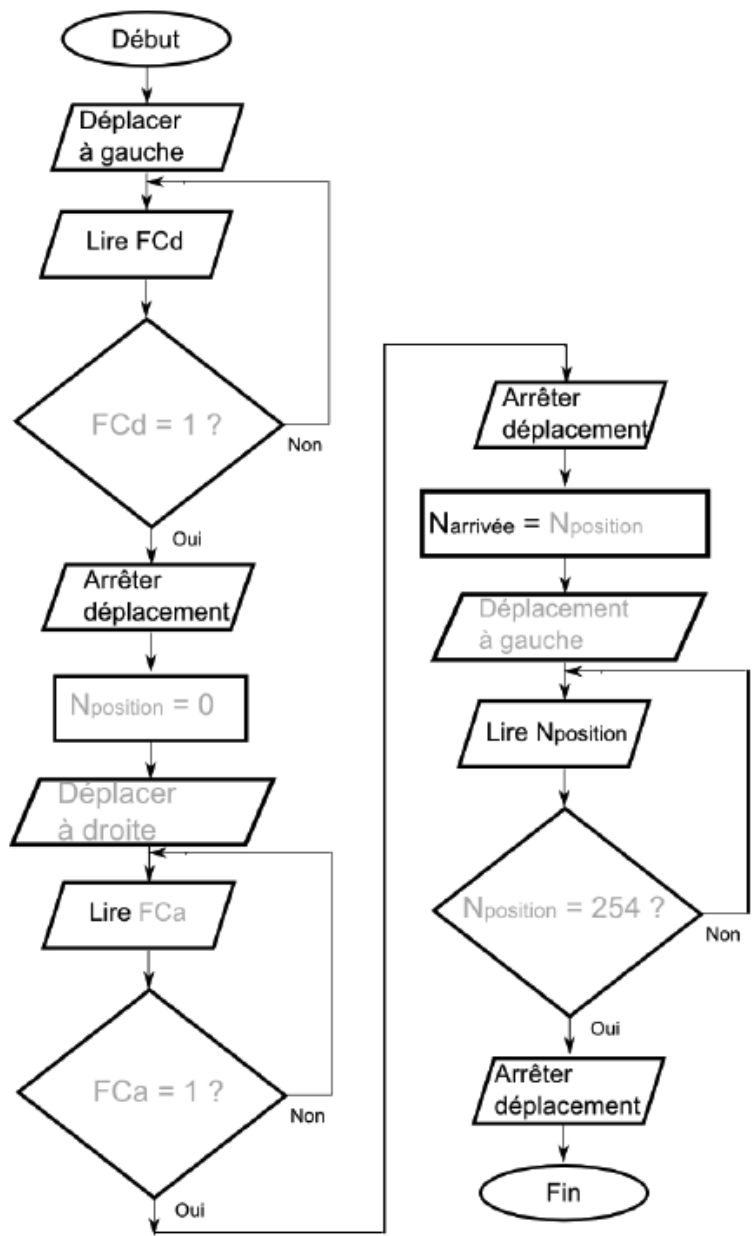 Début
Déplacer
à gauche
Lire FCd
FCd = 1 ?
Non
Oui
Arrêter
déplacement
Nposition = 0
Déplacer
à droite
Lire FCa
FCa = 1 ?
Non
Oui
Arrêter
déplacement
Narrivée = Nposition
Déplacement
à gauche
Lire Nposition
Nposition = 254 ?
Non
Oui
Arrêter
déplacement
Fin